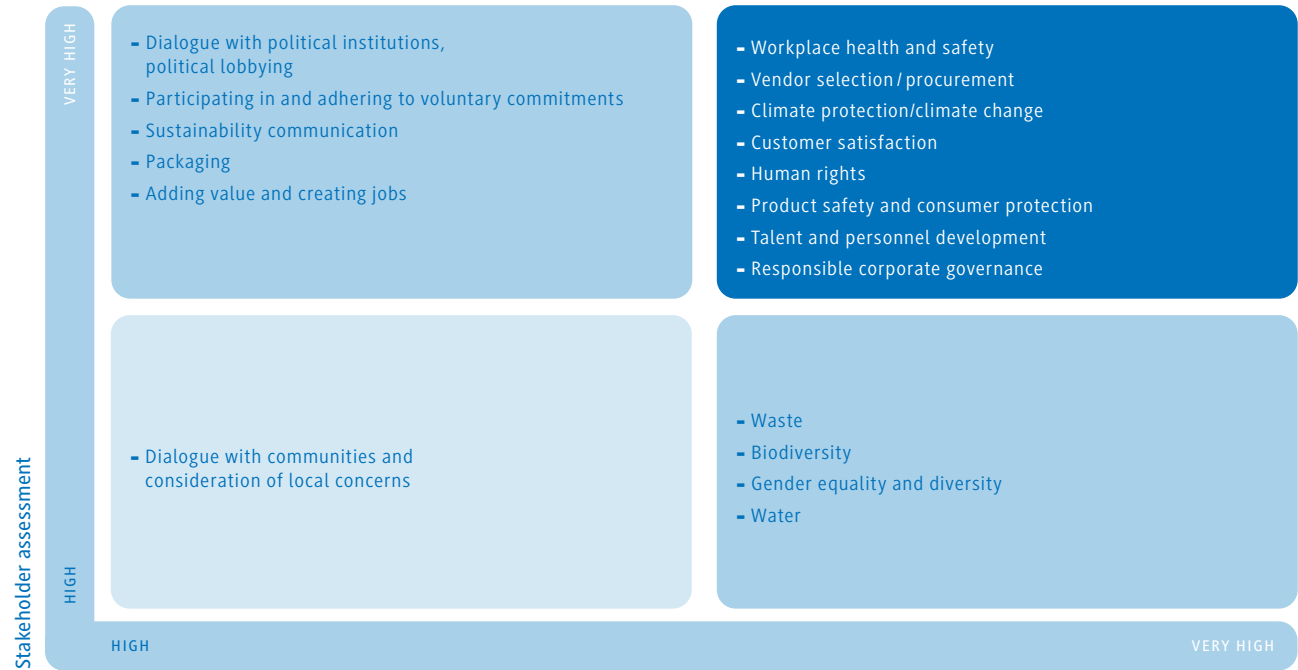 VERY HIGH
- Dialogue with political institutions,
political lobbying
- Participating in and adhering to voluntary commitments
- Sustainability communication
- Packaging
- Adding value and creating jobs
- Workplace health and safety
- Vendor selection / procurement
- Climate protection/climate change
- Customer satisfaction
- Human rights
- Product safety and consumer protection
- Talent and personnel development
- Responsible corporate governance
- Dialogue with communities and
consideration of local concerns
- Waste
- Biodiversity
- Gender equality and diversity
- Water
Stakeholder assessment
HIGH
HIGH
VERY HIGH